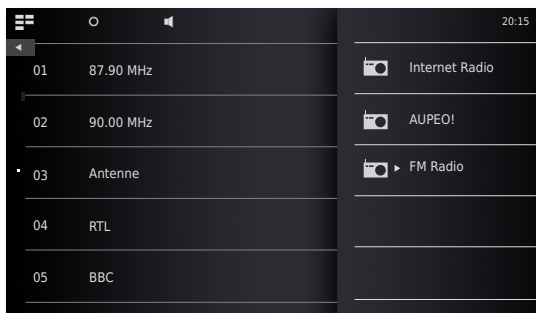 20:15
01 87.90 MHz
02 90.00 MHz
03 Antenne
04 RTL
05 BBC
Internet Radio
AUPEO!
FM Radio